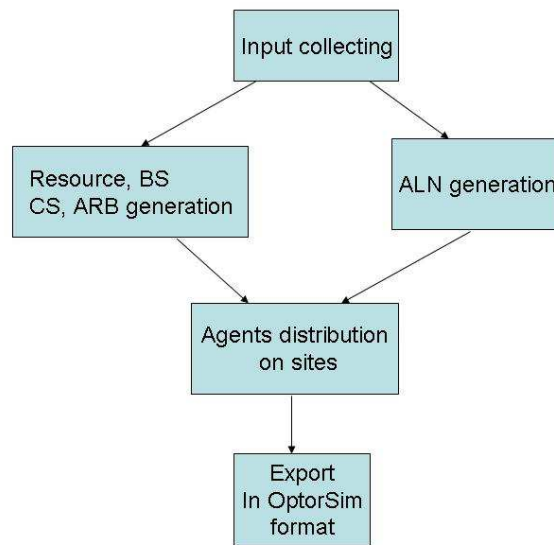 Input collecting
Resource, BS
CS, ARB generation
ALN generation
Agents distribution
on sites
Export
In OptorSim
format